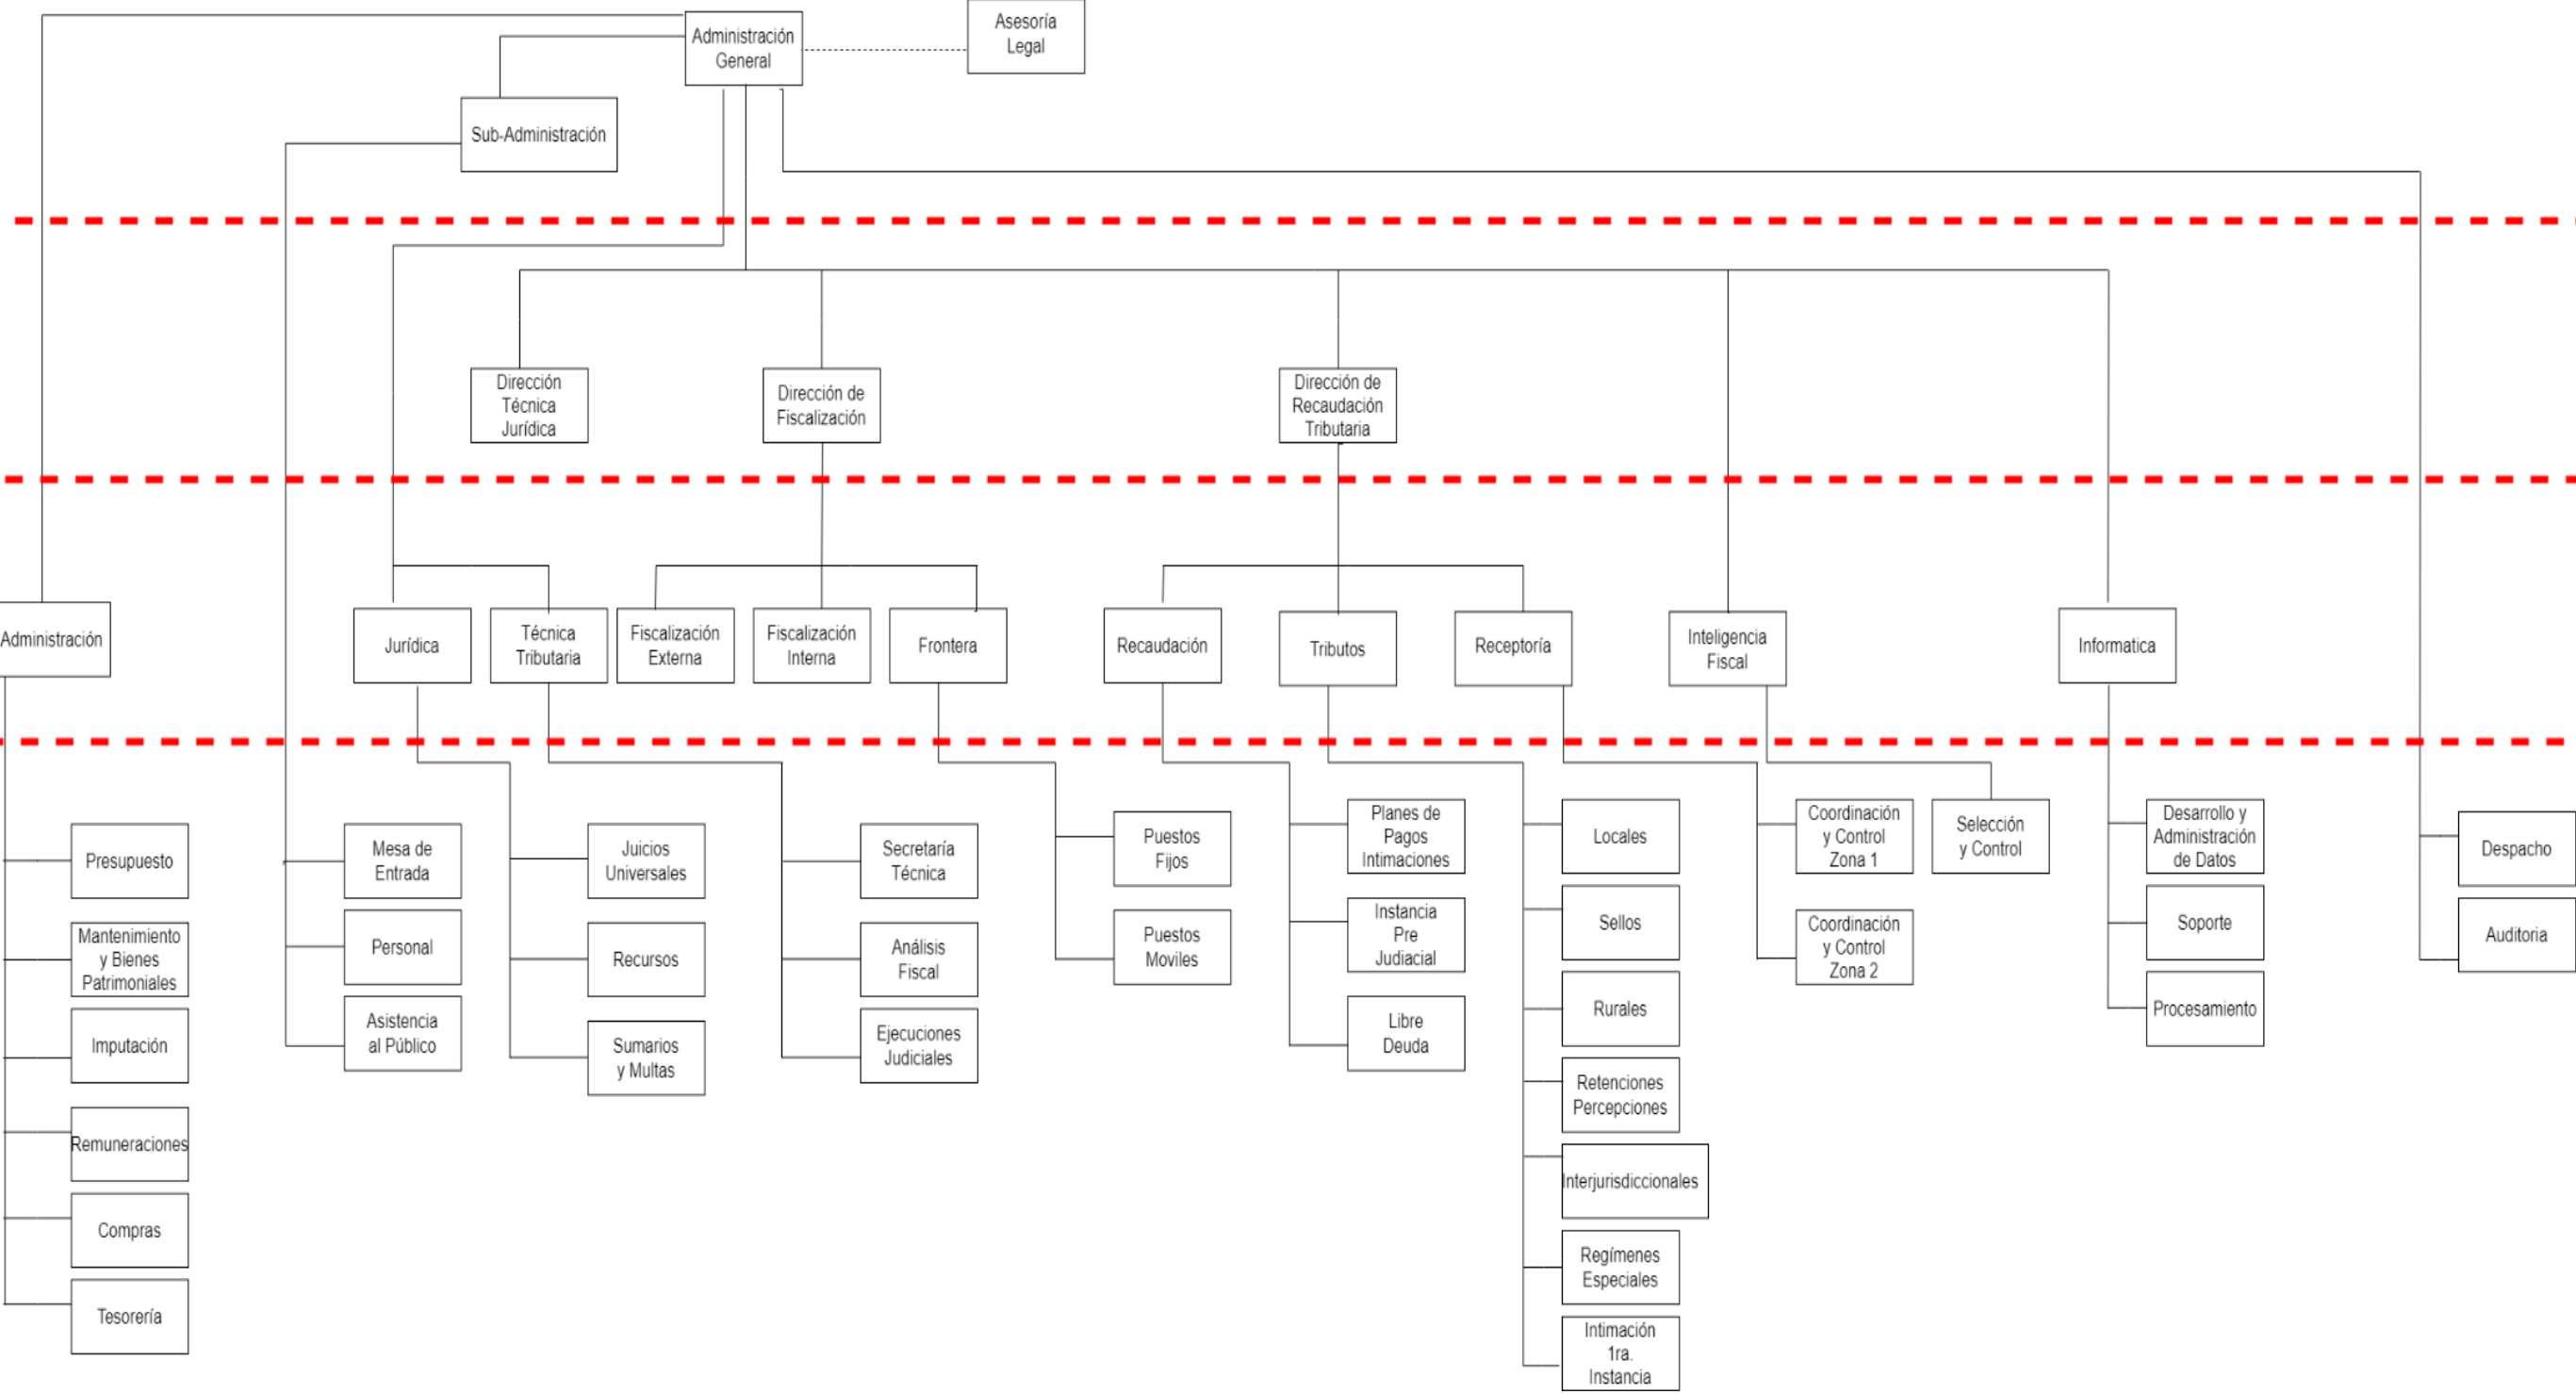 Administración
General
Asesoría
Legal
Sub-Administración
Dirección
Técnica
Jurídica
Dirección de
Fiscalización
Dirección de
Recaudación
Tributaria
Administración
Jurídica
Técnica
Tributaria
Fiscalización
Externa
Fiscalización
Interna
Frontera
Recaudación
Tributos
Receptoría
Inteligencia
Fiscal
Informatica
Presupuesto
Mantenimiento
y Bienes
Patrimoniales
Imputación
Remuneraciones
Compras
Tesorería
Mesa de
Entrada
Personal
Asistencia
al Público
Juicios
Universales
Recursos
Sumarios
y Multas
Secretaría
Técnica
Análisis
Fiscal
Ejecuciones
Judiciales
Puestos
Fijos
Puestos
Moviles
Planes de
Pagos
Intimaciones
Instancia
Pre
Judiacial
Libre
Deuda
Locales
Sellos
Rurales
Retenciones
Percepciones
Interjurisdiccionales
Regímenes
Especiales
Intimación
1ra.
Instancia
Coordinación
y Control
Zona 1
Coordinación
y Control
Zona 2
Selección
y Control
Desarrollo y
Administración
de Datos
Soporte
Procesamiento
Despacho
Auditoria